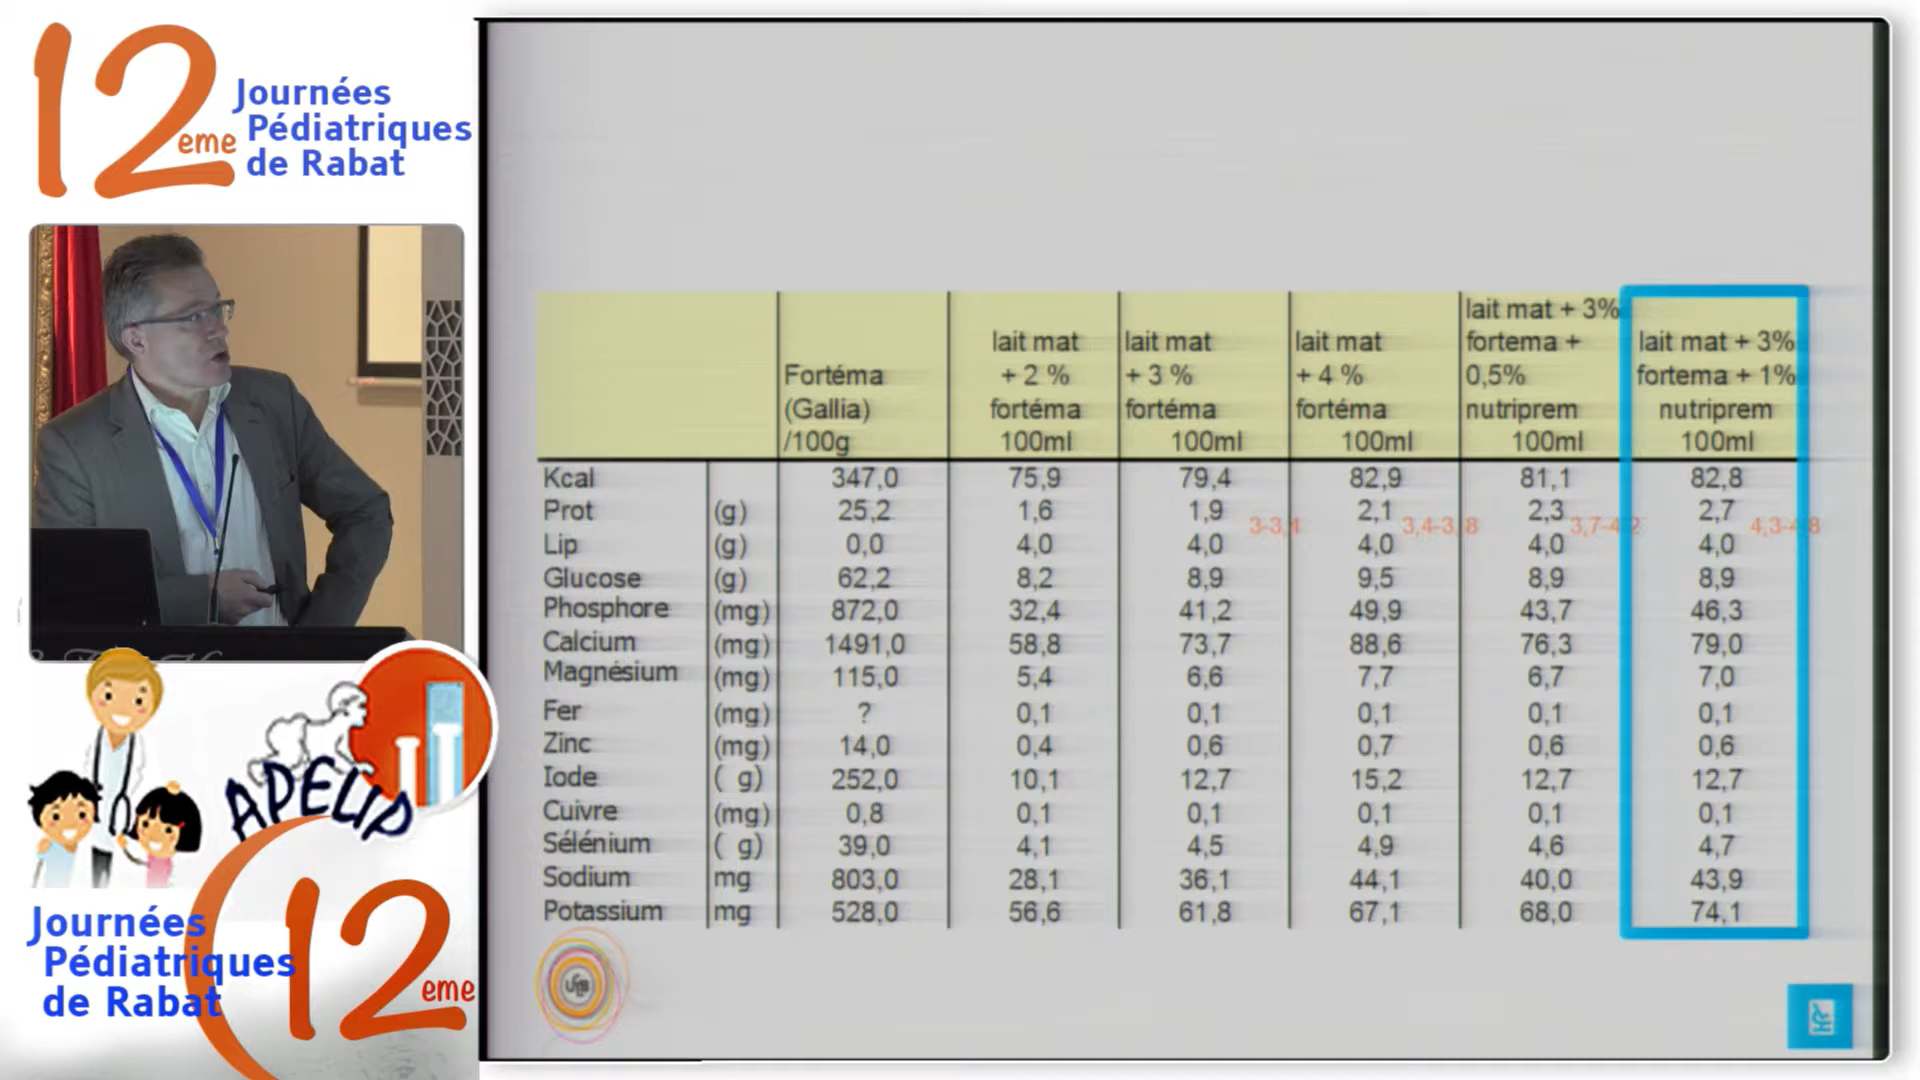 12eme
Journées
Pédiatriques
de Rabat
lait mat + 3% fortema + 0,5% nutriprem 100ml
Fortéma (Gallia) /100g
lait mat + 2 % fortéma 100ml
lait mat + 3 % fortéma 100ml
lait mat + 4 % fortéma 100ml
lait mat + 3% fortema + 1% nutriprem 100ml
Kcal 347,0 75,9 79,4 82,9 81,1 82,8
Prot (g) 25,2 1,6 1,9 2,1 2,3 2,7
3-3,4 3,4-3,8 3,7-4,2 4,3-4,8
Lip (g) 0,0 4,0 4,0 4,0 4,0 4,0
Glucose (g) 62,2 8,2 8,9 9,5 8,9 8,9
Phosphore (mg) 872,0 32,4 41,2 49,9 43,7 46,3
Calcium (mg) 1491,0 58,8 73,7 88,6 76,3 79,0
Magnésium (mg) 115,0 5,4 6,6 7,7 6,7 7,0
Fer (mg) ? 0,1 0,1 0,1 0,1 0,1
Zinc (mg) 14,0 0,4 0,6 0,7 0,6 0,6
Iode ( g) 252,0 10,1 12,7 15,2 12,7 12,7
Cuivre (mg) 0,8 0,1 0,1 0,1 0,1 0,1
Sélénium ( g) 39,0 4,1 4,5 4,9 4,6 4,7
Sodium mg 803,0 28,1 36,1 44,1 40,0 43,9
Potassium mg 528,0 56,6 61,8 67,1 68,0 74,1
APELIP
Journées
Pédiatriques
de Rabat
12eme